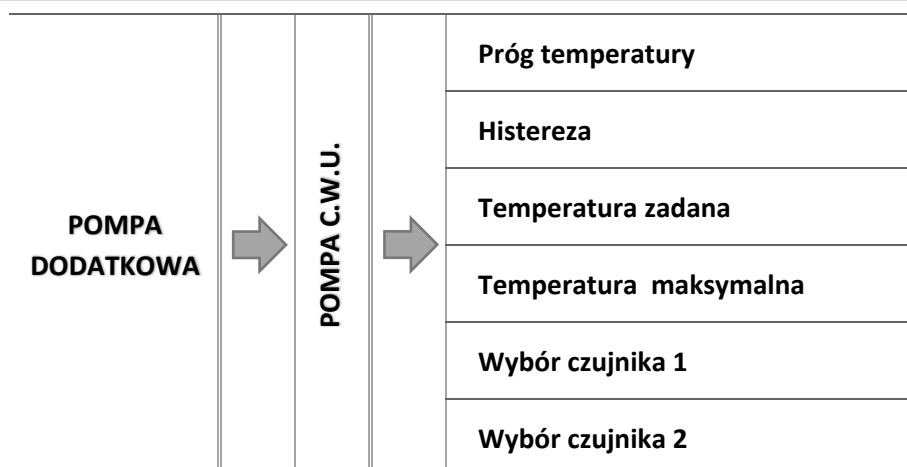 POMPA
DODATKOWA
POMPA C.W.U.
Próg temperatury
Histereza
Temperatura zadana
Temperatura maksymalna
Wybór czujnika 1
Wybór czujnika 2